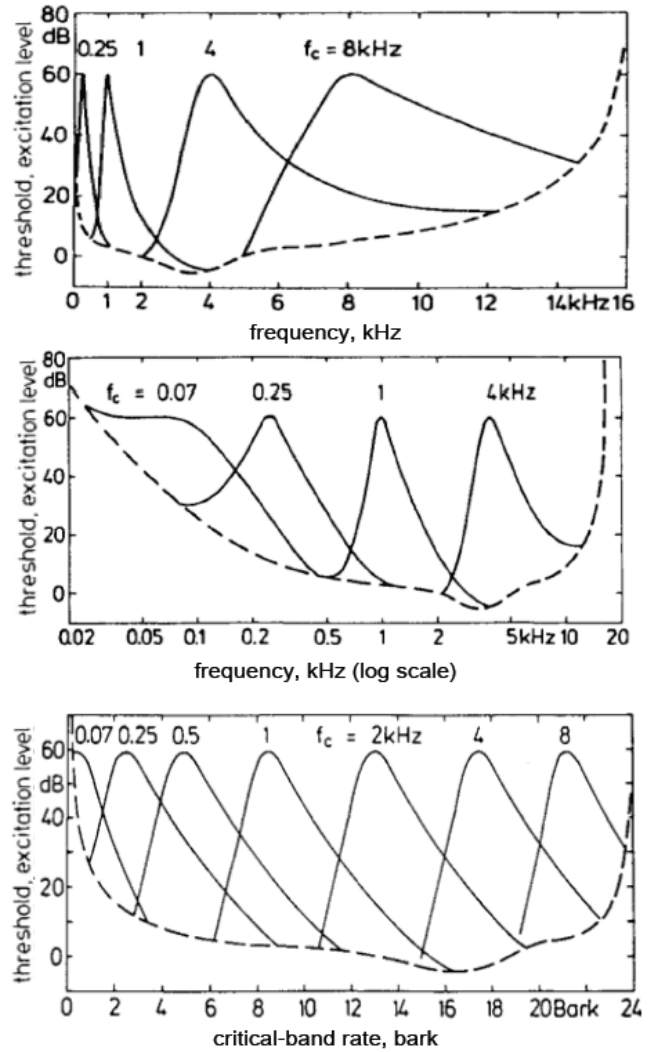 80
dB
0.25 1 4 f_c = 8kHz
60
40
20
0
threshold, excitation level
0 1 2 4 6 8 10 12 14kHz 16
frequency, kHz
80
dB
f_c = 0.07 0.25 1 4kHz
60
40
20
0
threshold, excitation level
0.02 0.05 0.1 0.2 0.5 1 2 5kHz 10 20
frequency, kHz (log scale)
0.07 0.25 0.5 1 f_c = 2kHz 4 8
60
dB
40
20
0
threshold, excitation level
0 2 4 6 8 10 12 14 16 18 20Bark 24
critical-band rate, bark